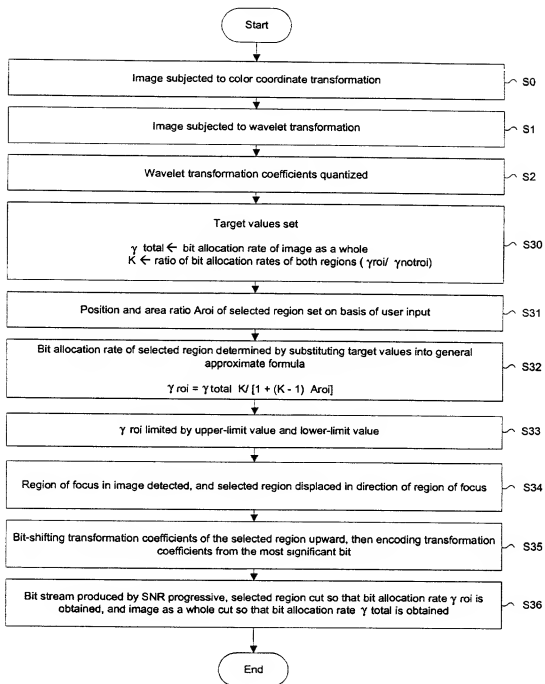 Start
Image subjected to color coordinate transformation
S0
Image subjected to wavelet transformation
S1
Wavelet transformation coefficients quantized
S2
Target values set
γ total ← bit allocation rate of image as a whole
K ← ratio of bit allocation rates of both regions ( γroi/ γnotroi)
S30
Position and area ratio Aroi of selected region set on basis of user input
S31
Bit allocation rate of selected region determined by substituting target values into general
approximate formula
γ roi = γ total K/ [1 + (K - 1) Aroi]
S32
γ roi limited by upper-limit value and lower-limit value
S33
Region of focus in image detected, and selected region displaced in direction of region of focus
S34
Bit-shifting transformation coefficients of the selected region upward, then encoding transformation
coefficients from the most significant bit
S35
Bit stream produced by SNR progressive, selected region cut so that bit allocation rate γ roi is
obtained, and image as a whole cut so that bit allocation rate γ total is obtained
S36
End